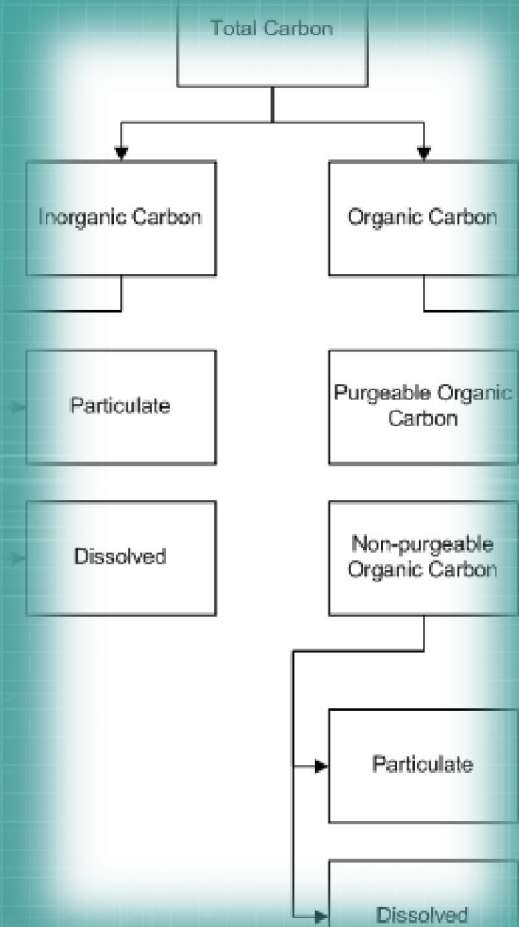 Total Carbon
Inorganic Carbon
Organic Carbon
Particulate
Purgeable Organic
Carbon
Dissolved
Non-purgeable
Organic Carbon
Particulate
Dissolved